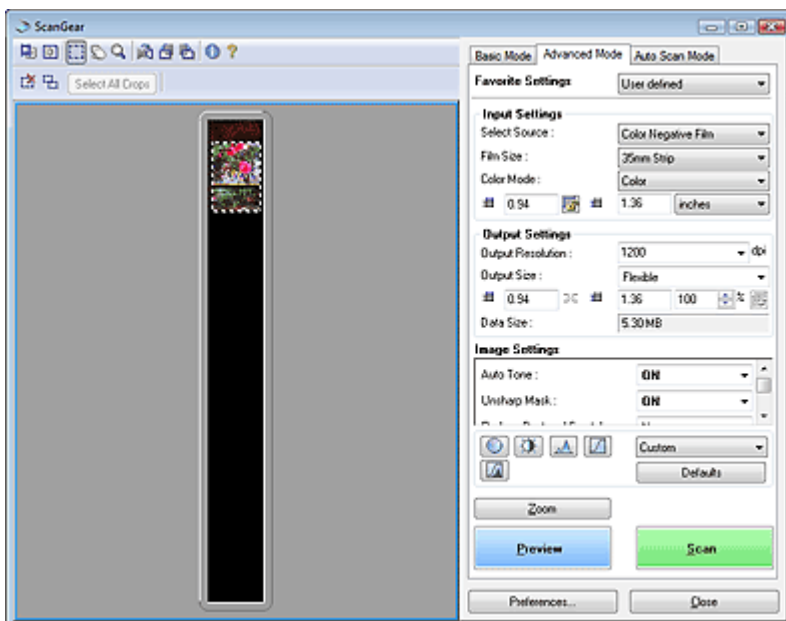 ScanGear
Select All Crops
Basic Mode Advanced Mode Auto Scan Mode
Favorite Settings User defined
Input Settings
Select Source : Color Negative Film
Film Size : 35mm Strip
Color Mode : Color
0.94 1.36 inches
Output Settings
Output Resolution : 1200 dpi
Output Size : Flexible
0.94 1.36 100 %
Data Size : 5.30 MB
Image Settings
Auto Tone : ON
Unsharp Mask : ON
Custom
Defaults
Zoom
Preview Scan
Preferences... Close